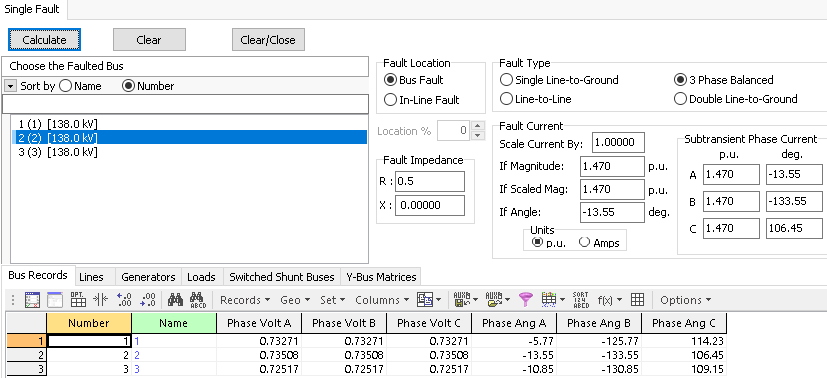 Single Fault
Calculate Clear Clear/Close
Choose the Faulted Bus
Sort by Name Number
1 (1) [138.0 kV]
2 (2) [138.0 kV]
3 (3) [138.0 kV]
Fault Location
Bus Fault
In-Line Fault
Location % 0
Fault Impedance
R : 0.5
X : 0.00000
Fault Type
Single Line-to-Ground 3 Phase Balanced
Line-to-Line Double Line-to-Ground
Fault Current
Scale Current By: 1.00000
If Magnitude: 1.470 p.u.
If Scaled Mag: 1.470 p.u.
If Angle: -13.55 deg.
Units
p.u. Amps
Subtransient Phase Current
p.u. deg.
A 1.470 -13.55
B 1.470 -133.55
C 1.470 106.45
Bus Records Lines Generators Loads Switched Shunt Buses Y-Bus Matrices
OPT. .00 .00 ABCD Records Geo Set Columns AUXB AUXB SORT 124 ABED f(x) Options
Number Name Phase Volt A Phase Volt B Phase Volt C Phase Ang A Phase Ang B Phase Ang C
1 1 1 0.73271 0.73271 0.73271 -5.77 -125.77 114.23
2 2 2 0.73508 0.73508 0.73508 -13.55 -133.55 106.45
3 3 3 0.72517 0.72517 0.72517 -10.85 -130.85 109.15